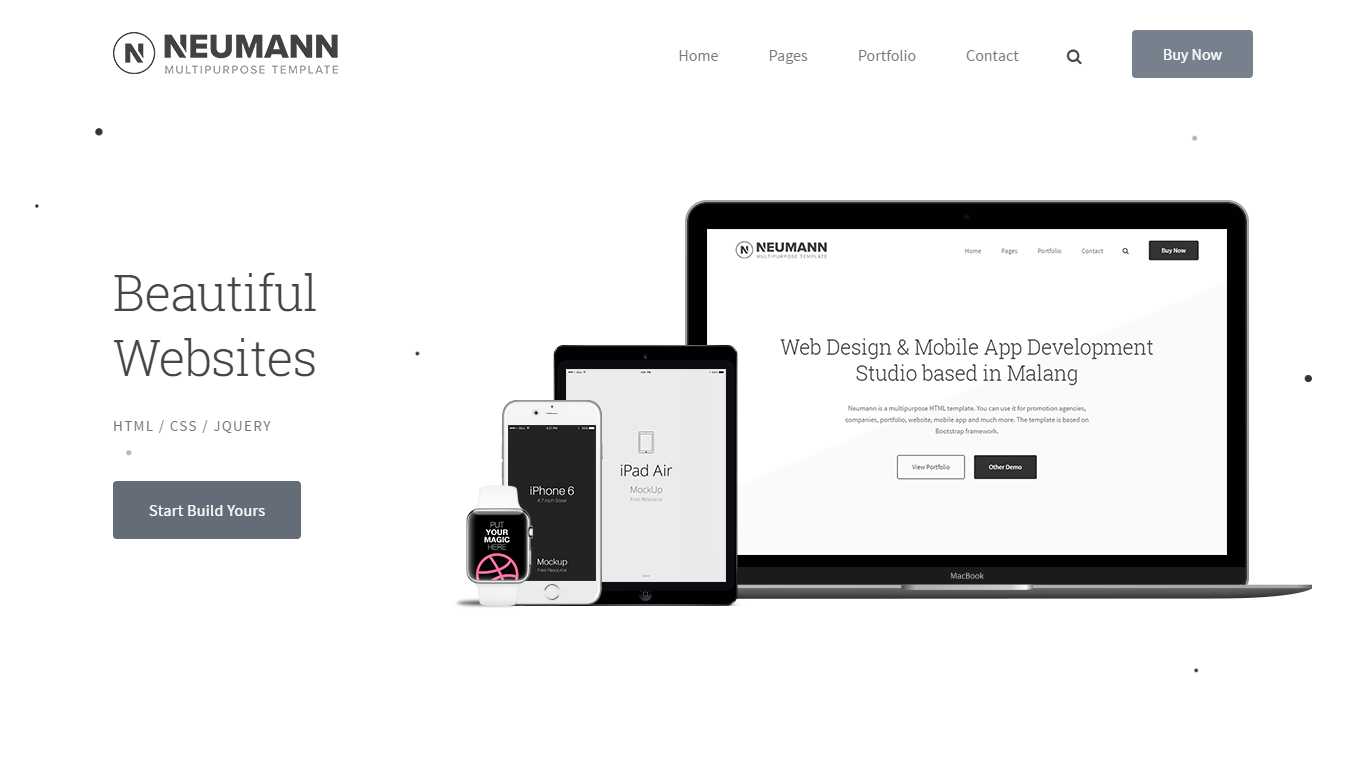 NEUMANN
MULTIPURPOSE TEMPLATE
Home Pages Portfolio Contact Buy Now
Beautiful
Websites
HTML / CSS / JQUERY
Start Build Yours
NEUMANN
MULTIPURPOSE TEMPLATE
Home Pages Portfolio Contact Buy Now
Web Design & Mobile App Development
Studio based in Malang
Neumann is a multipurpose HTML template. You can use it for promotion agencies,
companies, portfolio, website, mobile app and much more. The template is based on
Bootstrap framework.
View Portfolio Other Demo
MacBook
iPad Air
MockUp
Free Resource
iPhone 6
Mockup
Free Resource
PUT
YOUR
MAGIC
HERE